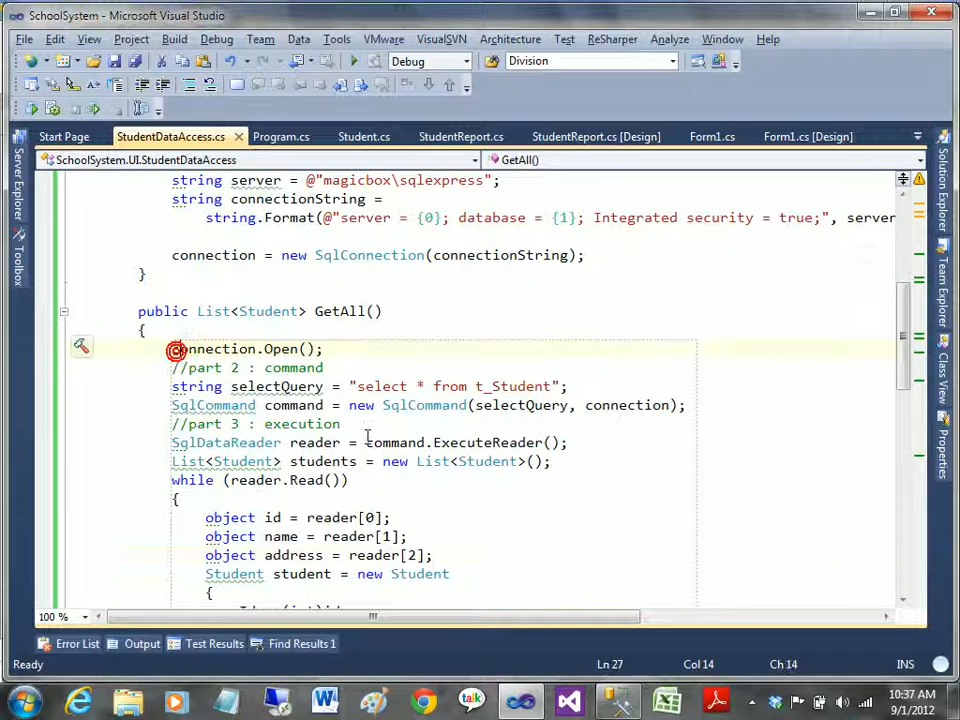 SchoolSystem - Microsoft Visual Studio
File Edit View Project Build Debug Team Data Tools VMware VisualSVN Architecture Test ReSharper Analyze Window Help
Debug Division
Start Page StudentDataAccess.cs Program.cs Student.cs StudentReport.cs StudentReport.cs [Design] Form1.cs Form1.cs [Design]
SchoolSystem.UI.StudentDataAccess GetAll()
Server Explorer
Toolbox
string server = @"magicbox\sqlexpress";
string connectionString =
string.Format(@"server = {0}; database = {1}; Integrated security = true;", server
connection = new SqlConnection(connectionString);
}
public List<Student> GetAll()
{
connection.Open();
//part 2 : command
string selectQuery = "select * from t_Student";
SqlCommand command = new SqlCommand(selectQuery, connection);
//part 3 : execution
SqlDataReader reader = command.ExecuteReader();
List<Student> students = new List<Student>();
while (reader.Read())
{
object id = reader[0];
object name = reader[1];
object address = reader[2];
Student student = new Student
{
Solution Explorer
Team Explorer
Class View
Properties
100 %
Error List Output Test Results Find Results 1
Ready Ln 27 Col 14 Ch 14 INS
talk
10:37 AM
9/1/2012